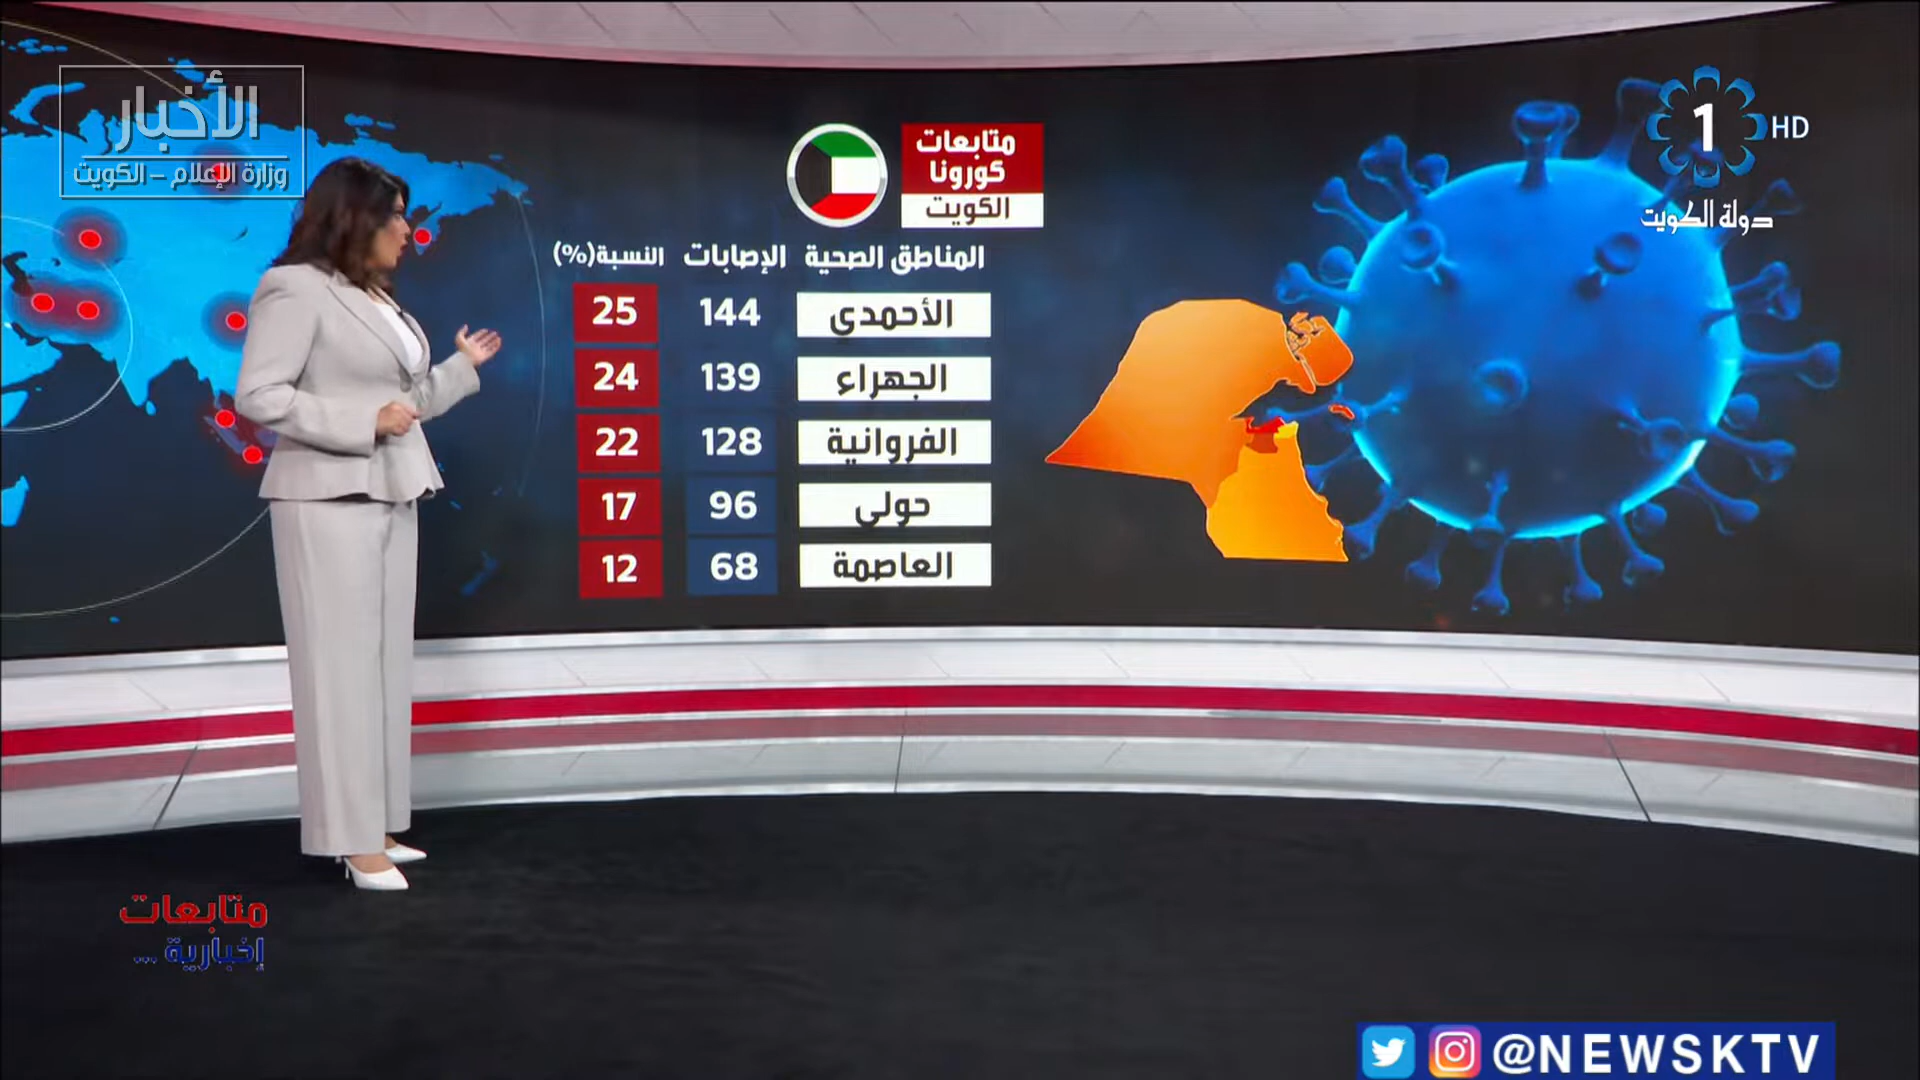 الأخبار
وزارة الإعلام – الكويت
1 HD
دولة الكويت
متابعات
كورونا
الكويت
المناطق الصحية الإصابات النسبة(%)
الأحمدي 144 25
الجهراء 139 24
الفروانية 128 22
حولي 96 17
العاصمة 68 12
متابعات
إخبارية ...
@NEWSKTV